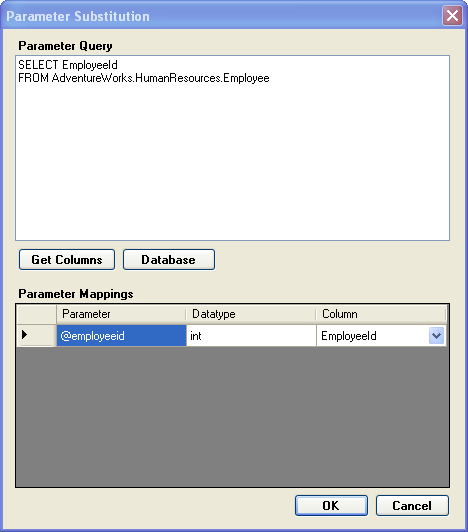 Parameter Substitution
Parameter Query
SELECT EmployeeId
FROM AdventureWorks.HumanResources.Employee
Get Columns Database
Parameter Mappings
Parameter Datatype Column
@employeeid int EmployeeId
OK Cancel